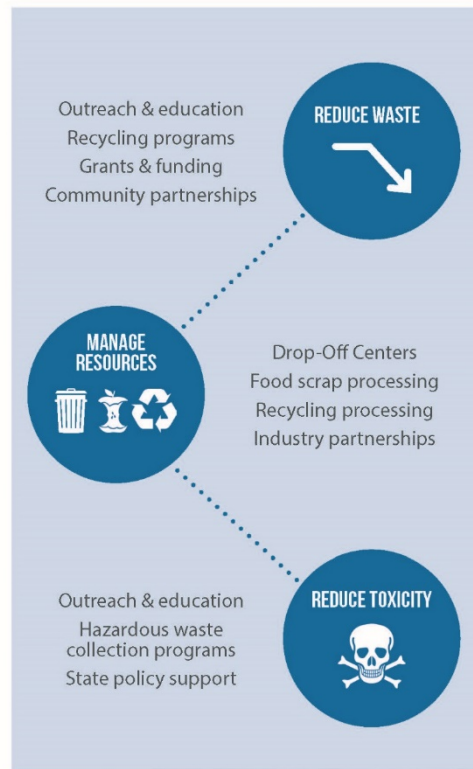 Outreach & education
Recycling programs
Grants & funding
Community partnerships
REDUCE WASTE
MANAGE
RESOURCES
Drop-Off Centers
Food scrap processing
Recycling processing
Industry partnerships
Outreach & education
Hazardous waste
collection programs
State policy support
REDUCE TOXICITY